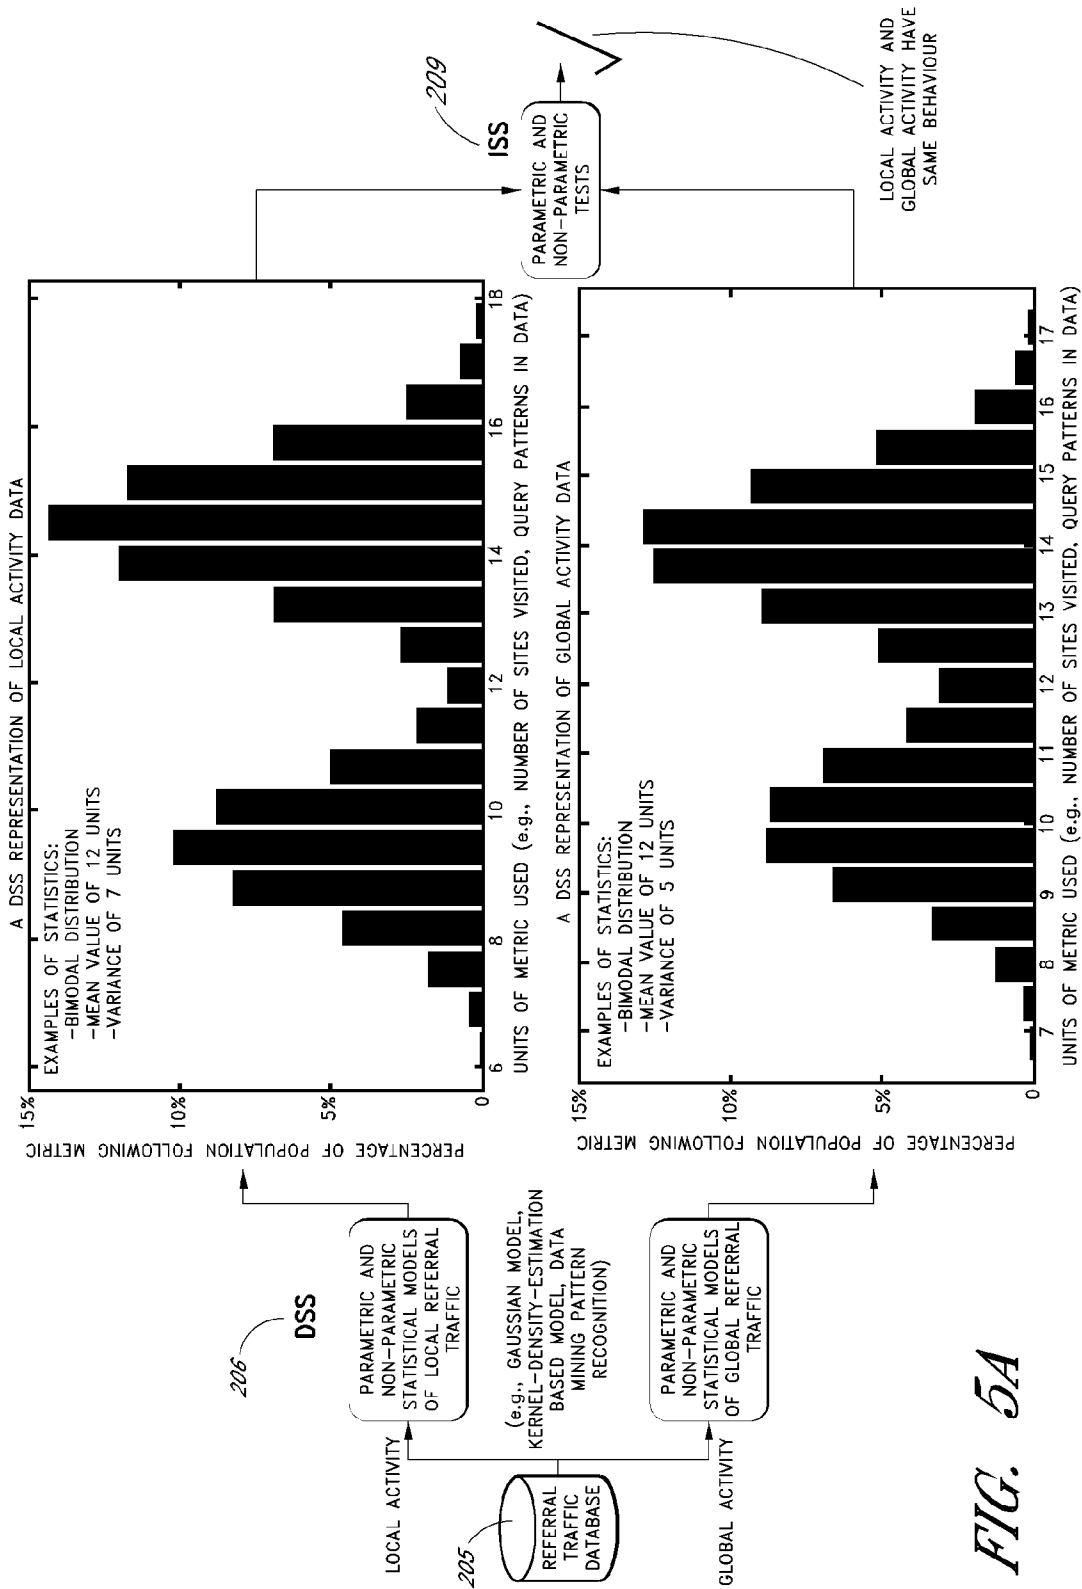 205
REFERRAL
TRAFFIC
DATABASE
LOCAL ACTIVITY
GLOBAL ACTIVITY
206
DSS
PARAMETRIC AND
NON-PARAMETRIC
STATISTICAL MODELS
OF LOCAL REFERRAL
TRAFFIC
(e.g., GAUSSIAN MODEL,
KERNEL-DENSITY-ESTIMATION
BASED MODEL, DATA
MINING PATTERN
RECOGNITION)
PARAMETRIC AND
NON-PARAMETRIC
STATISTICAL MODELS
OF GLOBAL REFERRAL
TRAFFIC
A DSS REPRESENTATION OF LOCAL ACTIVITY DATA
PERCENTAGE OF POPULATION FOLLOWING METRIC
15%
10%
5%
0
EXAMPLES OF STATISTICS:
-BIMODAL DISTRIBUTION
-MEAN VALUE OF 12 UNITS
-VARIANCE OF 7 UNITS
6 8 10 12 14 16 18
UNITS OF METRIC USED (e.g., NUMBER OF SITES VISITED, QUERY PATTERNS IN DATA)
A DSS REPRESENTATION OF GLOBAL ACTIVITY DATA
PERCENTAGE OF POPULATION FOLLOWING METRIC
15%
10%
5%
0
EXAMPLES OF STATISTICS:
-BIMODAL DISTRIBUTION
-MEAN VALUE OF 12 UNITS
-VARIANCE OF 5 UNITS
7 8 9 10 11 12 13 14 15 16 17
UNITS OF METRIC USED (e.g., NUMBER OF SITES VISITED, QUERY PATTERNS IN DATA)
209
ISS
PARAMETRIC AND
NON-PARAMETRIC
TESTS
LOCAL ACTIVITY AND
GLOBAL ACTIVITY HAVE
SAME BEHAVIOUR
FIG. 5A